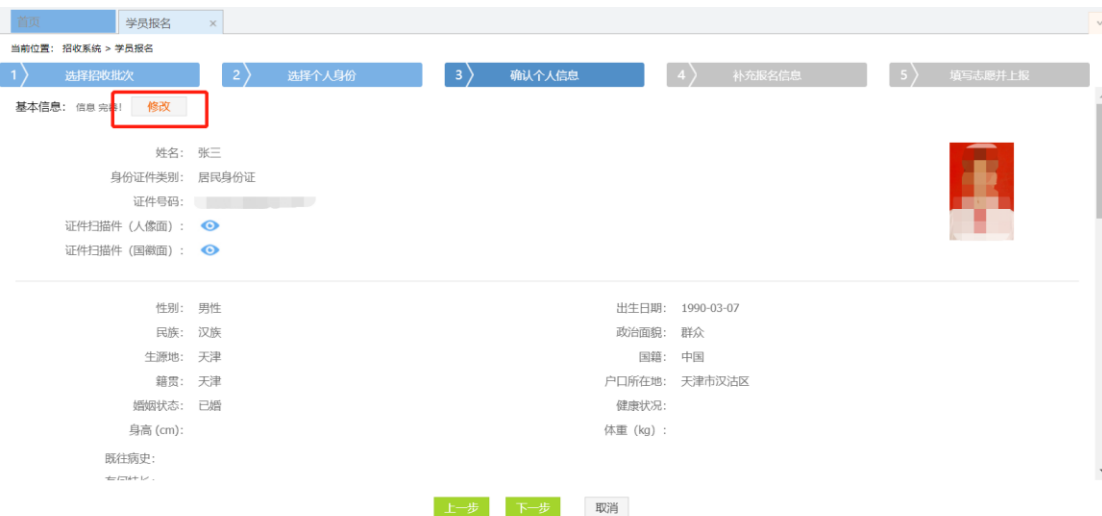 首页 学员报名 ×
当前位置： 招收系统 > 学员报名
1 选择招收批次 2 选择个人身份 3 确认个人信息 4 补充报名信息 5 填写志愿并上报
基本信息： 信息 完善! 修改
姓名： 张三
身份证件类别： 居民身份证
证件号码：
证件扫描件（人像面）：
证件扫描件（国徽面）：
性别： 男性 出生日期： 1990-03-07
民族： 汉族 政治面貌： 群众
生源地： 天津 国籍： 中国
籍贯： 天津 户口所在地： 天津市汉沽区
婚姻状态： 已婚 健康状况：
身高 (cm)： 体重（kg）：
既往病史：
有何特长：
上一步 下一步 取消